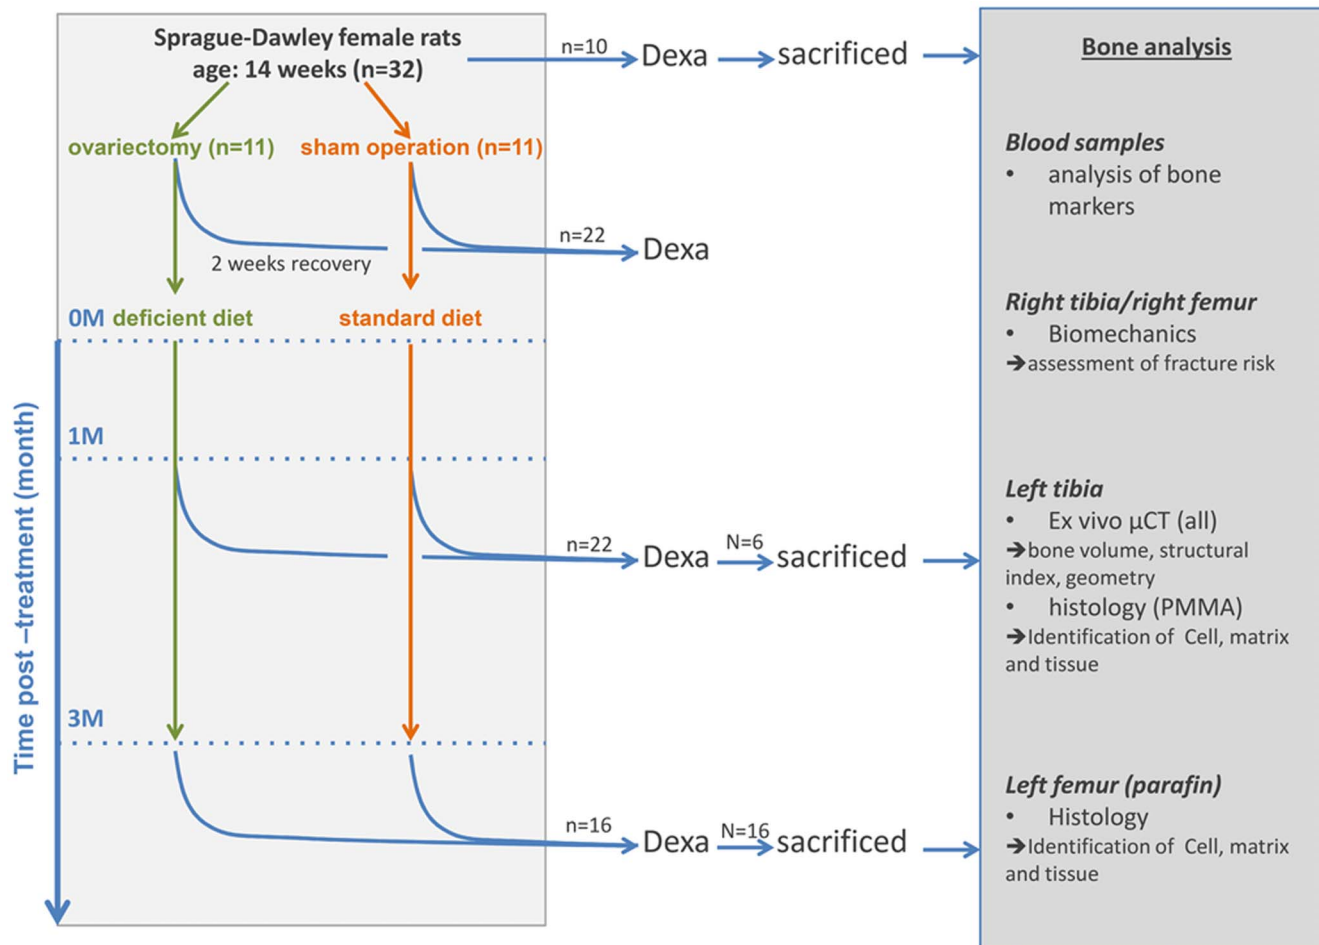 Sprague-Dawley female rats
age: 14 weeks (n=32)
n=10
Dexa
sacrificed
ovariectomy (n=11)
sham operation (n=11)
n=22
Dexa
2 weeks recovery
0M
deficient diet
standard diet
Time post –treatment (month)
1M
n=22
Dexa
N=6
sacrificed
3M
n=16
Dexa
N=16
sacrificed
Bone analysis
Blood samples
• analysis of bone
markers
Right tibia/right femur
• Biomechanics
➔assessment of fracture risk
Left tibia
• Ex vivo µCT (all)
➔bone volume, structural
index, geometry
• histology (PMMA)
➔Identification of Cell, matrix
and tissue
Left femur (parafin)
• Histology
➔Identification of Cell, matrix
and tissue